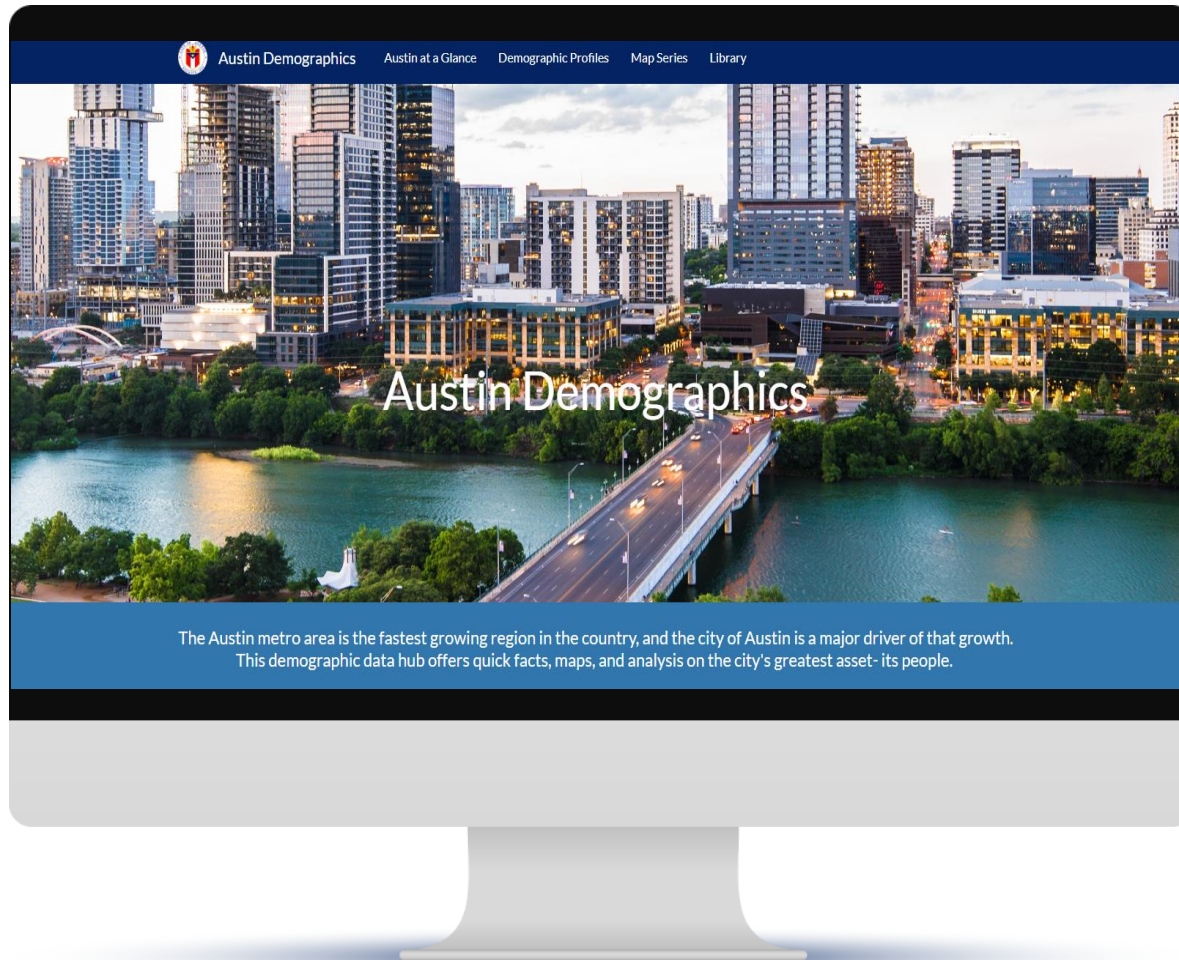 Austin Demographics
Austin at a Glance
Demographic Profiles
Map Series
Library
Austin Demographics
The Austin metro area is the fastest growing region in the country, and the city of Austin is a major driver of that growth.
This demographic data hub offers quick facts, maps, and analysis on the city's greatest asset- its people.